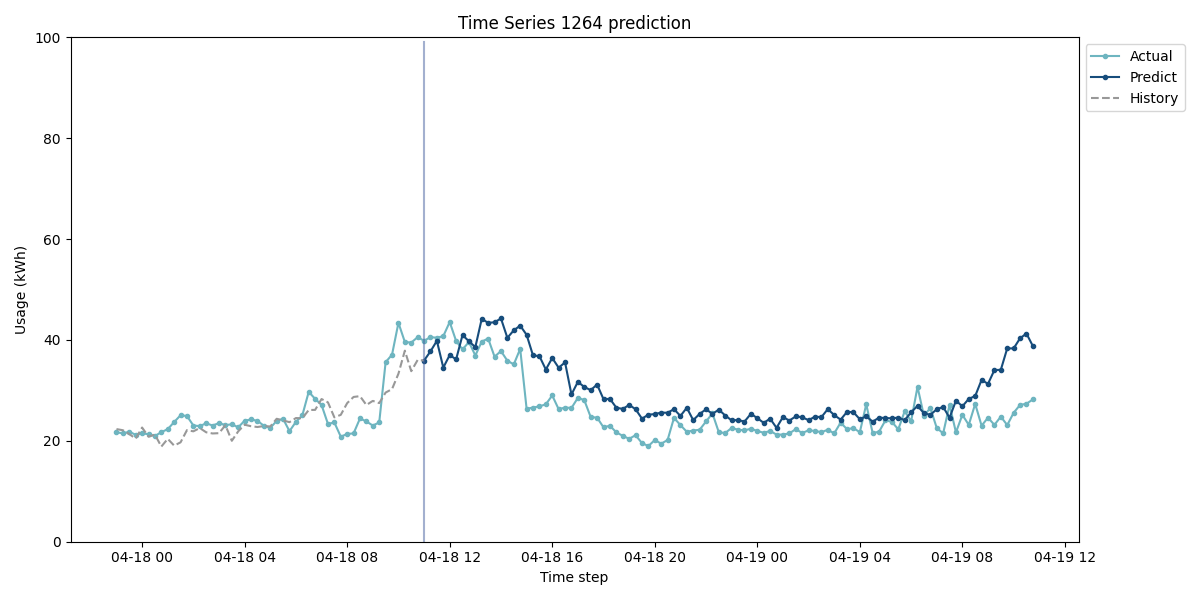 Time Series 1264 prediction
100
80
60
40
20
0
Usage (kWh)
04-18 00
04-18 04
04-18 08
04-18 12
04-18 16
04-18 20
04-19 00
04-19 04
04-19 08
04-19 12
Time step
Actual
Predict
History